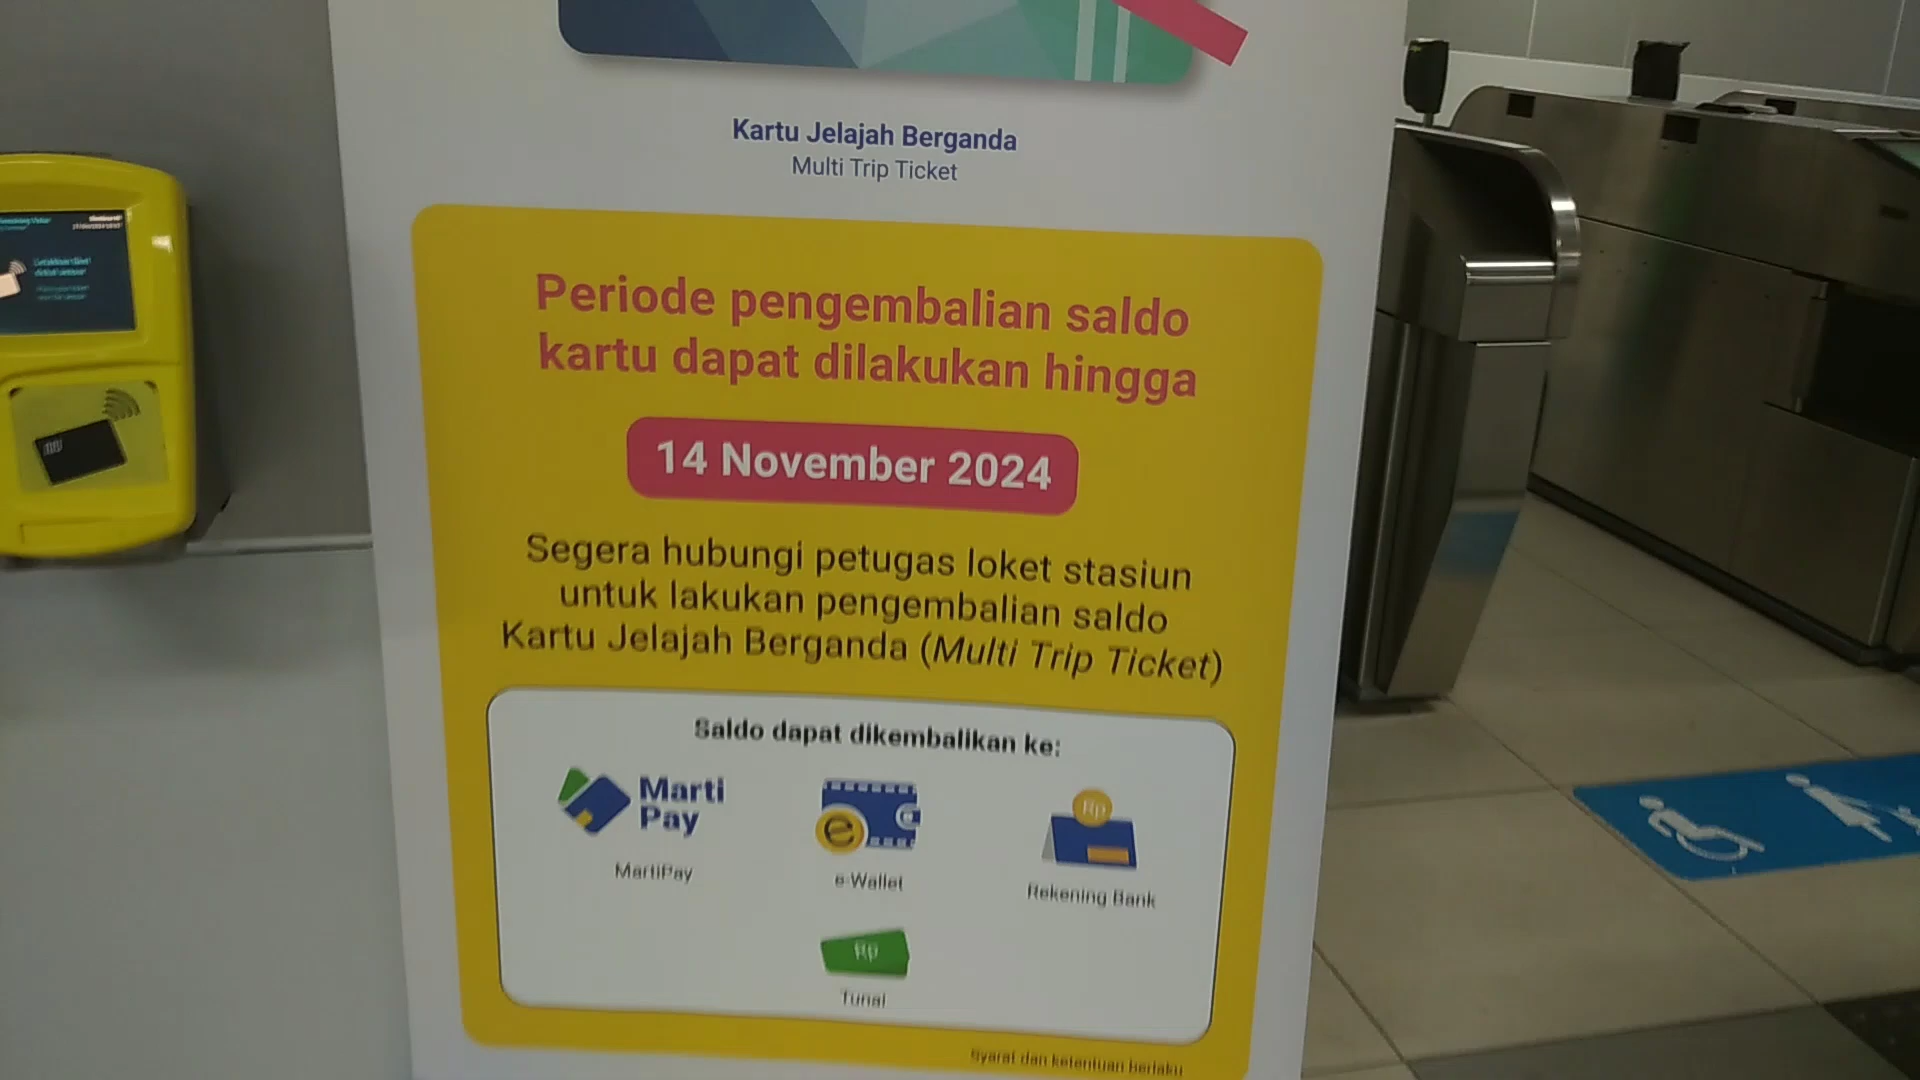 Kartu Jelajah Berganda
Multi Trip Ticket
Periode pengembalian saldo
kartu dapat dilakukan hingga
14 November 2024
Segera hubungi petugas loket stasiun
untuk lakukan pengembalian saldo
Kartu Jelajah Berganda (Multi Trip Ticket)
Saldo dapat dikembalikan ke:
Marti
Pay
MartiPay
e
e-Wallet
Rp
Rekening Bank
Rp
Tunai
Syarat dan ketentuan berlaku